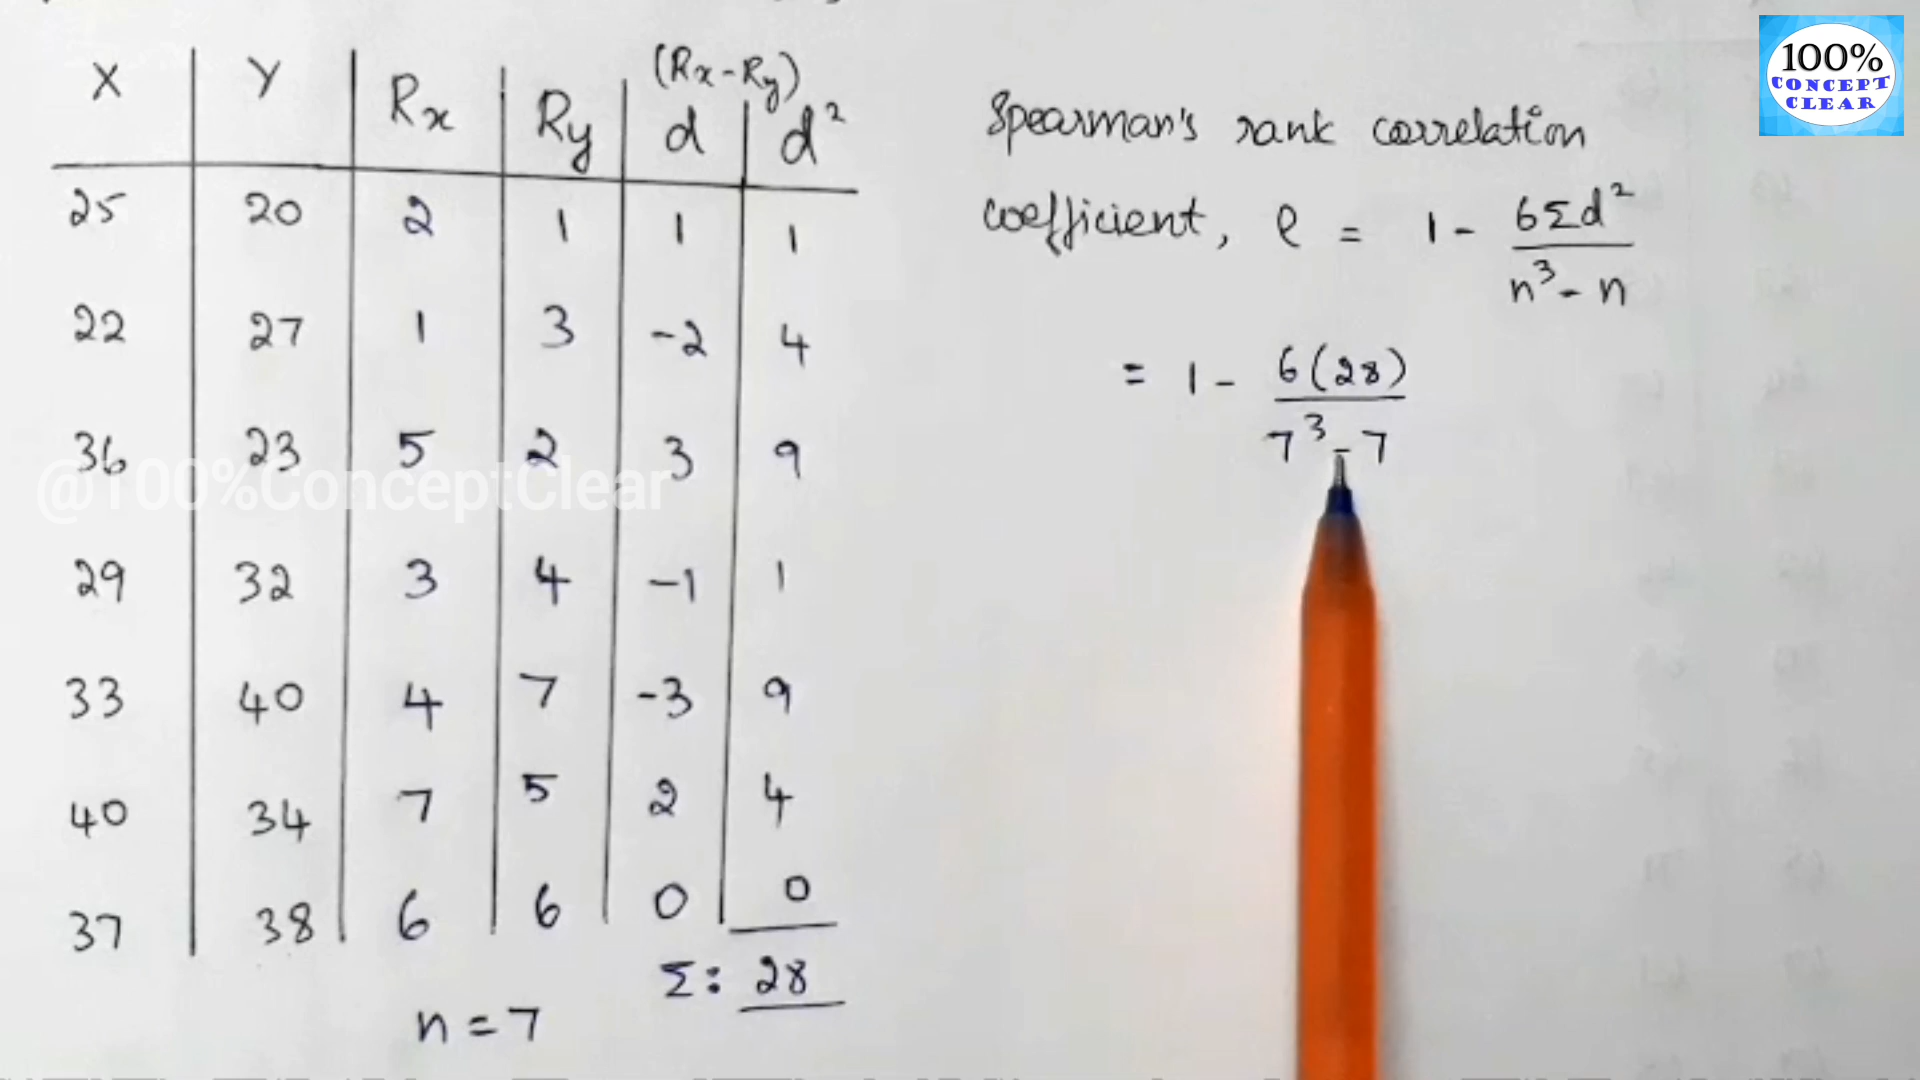 100%
CONCEPT
CLEAR
X Y Rx Ry (Rx-Ry) d d²
25 20 2 1 1 1
22 27 1 3 -2 4
36 23 5 2 3 9
@100%ConceptClear
29 32 3 4 -1 1
33 40 4 7 -3 9
40 34 7 5 2 4
37 38 6 6 0 0
Σ: 28
n = 7
Spearman's rank correlation
coefficient, ρ = 1 - 6Σd² / n³ - n
= 1 - 6(28) / 7³ - 7